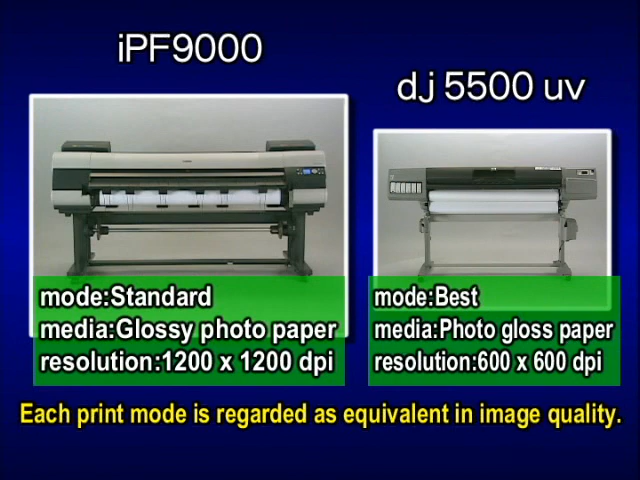 iPF9000
dj 5500 uv
mode:Standard
media:Glossy photo paper
resolution:1200 x 1200 dpi
mode:Best
media:Photo gloss paper
resolution:600 x 600 dpi
Each print mode is regarded as equivalent in image quality.